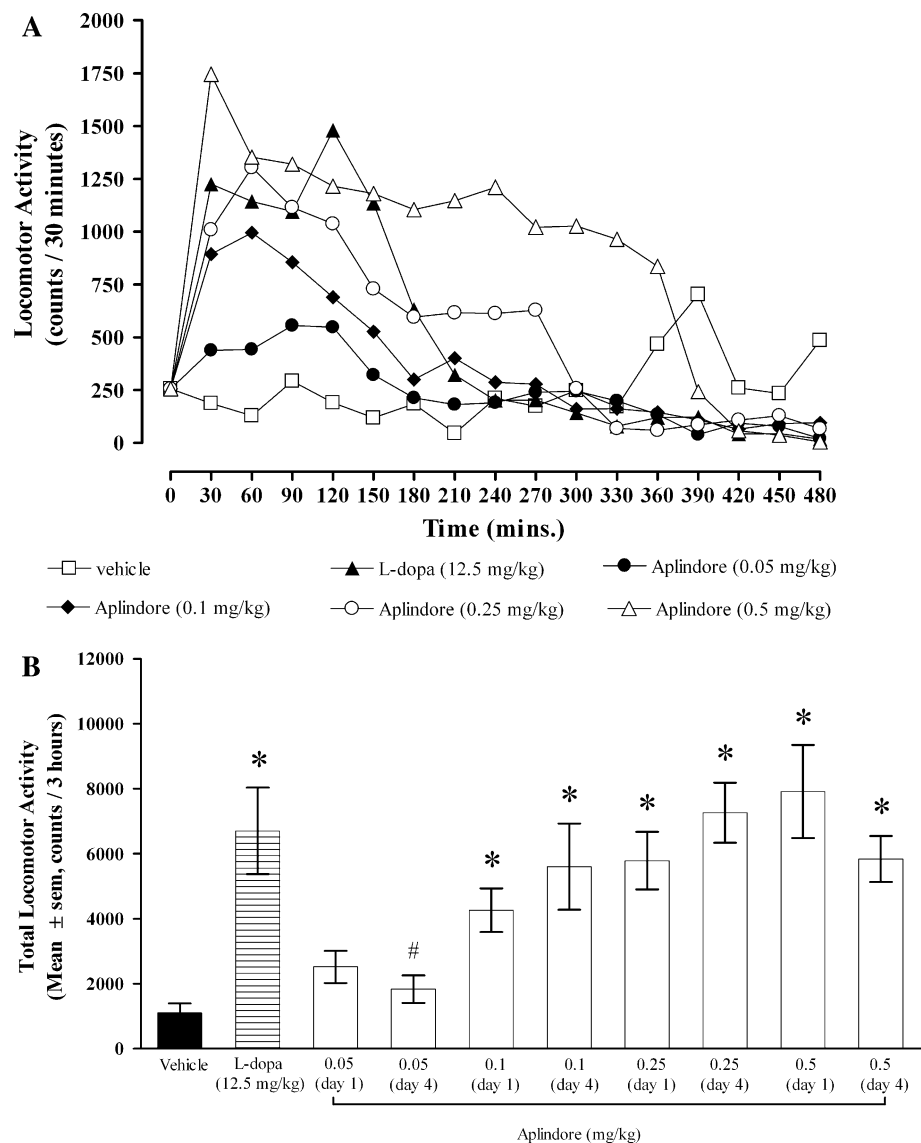 A
2000
1750
1500
1250
1000
750
500
250
0
Locomotor Activity
(counts / 30 minutes)
0 30 60 90 120 150 180 210 240 270 300 330 360 390 420 450 480
Time (mins.)
vehicle
L-dopa (12.5 mg/kg)
Aplindore (0.05 mg/kg)
Aplindore (0.1 mg/kg)
Aplindore (0.25 mg/kg)
Aplindore (0.5 mg/kg)
B
12000
10000
8000
6000
4000
2000
0
Total Locomotor Activity
(Mean ± sem, counts / 3 hours)
* # * * * * * *
Vehicle
L-dopa
(12.5 mg/kg)
0.05
(day 1)
0.05
(day 4)
0.1
(day 1)
0.1
(day 4)
0.25
(day 1)
0.25
(day 4)
0.5
(day 1)
0.5
(day 4)
Aplindore (mg/kg)